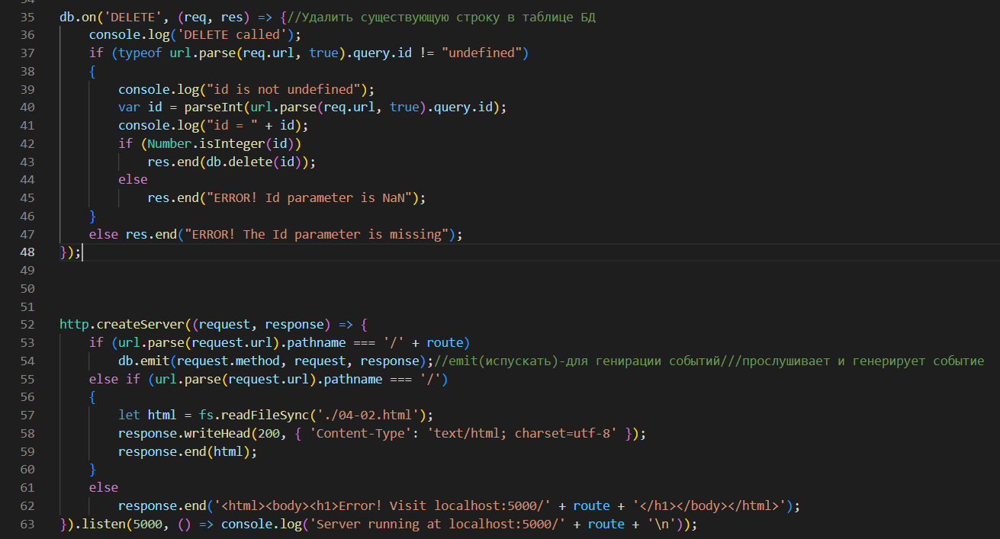 35 db.on('DELETE', (req, res) => {//Удалить существующую строку в таблице БД
36     console.log('DELETE called');
37     if (typeof url.parse(req.url, true).query.id != "undefined")
38     {
39         console.log("id is not undefined");
40         var id = parseInt(url.parse(req.url, true).query.id);
41         console.log("id = " + id);
42         if (Number.isInteger(id))
43             res.end(db.delete(id));
44         else
45             res.end("ERROR! Id parameter is NaN");
46     }
47     else res.end("ERROR! The Id parameter is missing");
48 });
49
50
51
52 http.createServer((request, response) => {
53     if (url.parse(request.url).pathname === '/' + route)
54         db.emit(request.method, request, response);//emit(испускать)-для генирации событий///прослушивает и генерирует событие
55     else if (url.parse(request.url).pathname === '/')
56     {
57         let html = fs.readFileSync('./04-02.html');
58         response.writeHead(200, { 'Content-Type': 'text/html; charset=utf-8' });
59         response.end(html);
60     }
61     else
62         response.end('<html><body><h1>Error! Visit localhost:5000/' + route + '</h1></body></html>');
63 }).listen(5000, () => console.log('Server running at localhost:5000/' + route + '\n'));